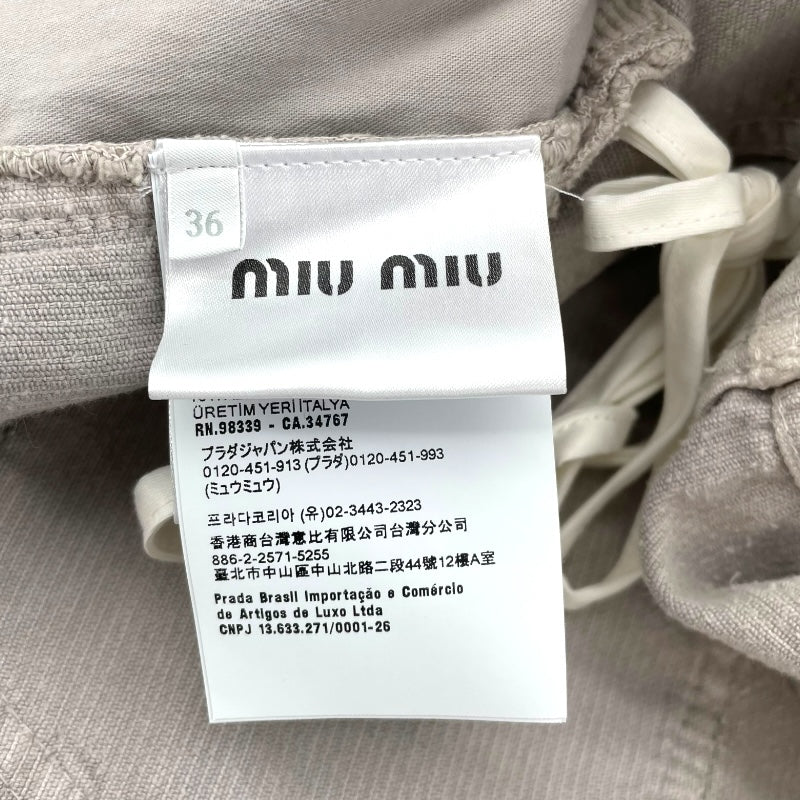 36
miu miu
ÜRETİM YERİ İTALYA
RN.98339 - CA.34767
プラダジャパン株式会社
0120-451-913 (プラダ)0120-451-993
(ミュウミュウ)
프라다코리아 (유)02-3443-2323
香港商台灣惠比有限公司台灣分公司
886-2-2571-5255
臺北市中山區中山北路二段44號12樓A室
Prada Brasil Importação e Comércio
de Artigos de Luxo Ltda
CNPJ 13.633.271/0001-26